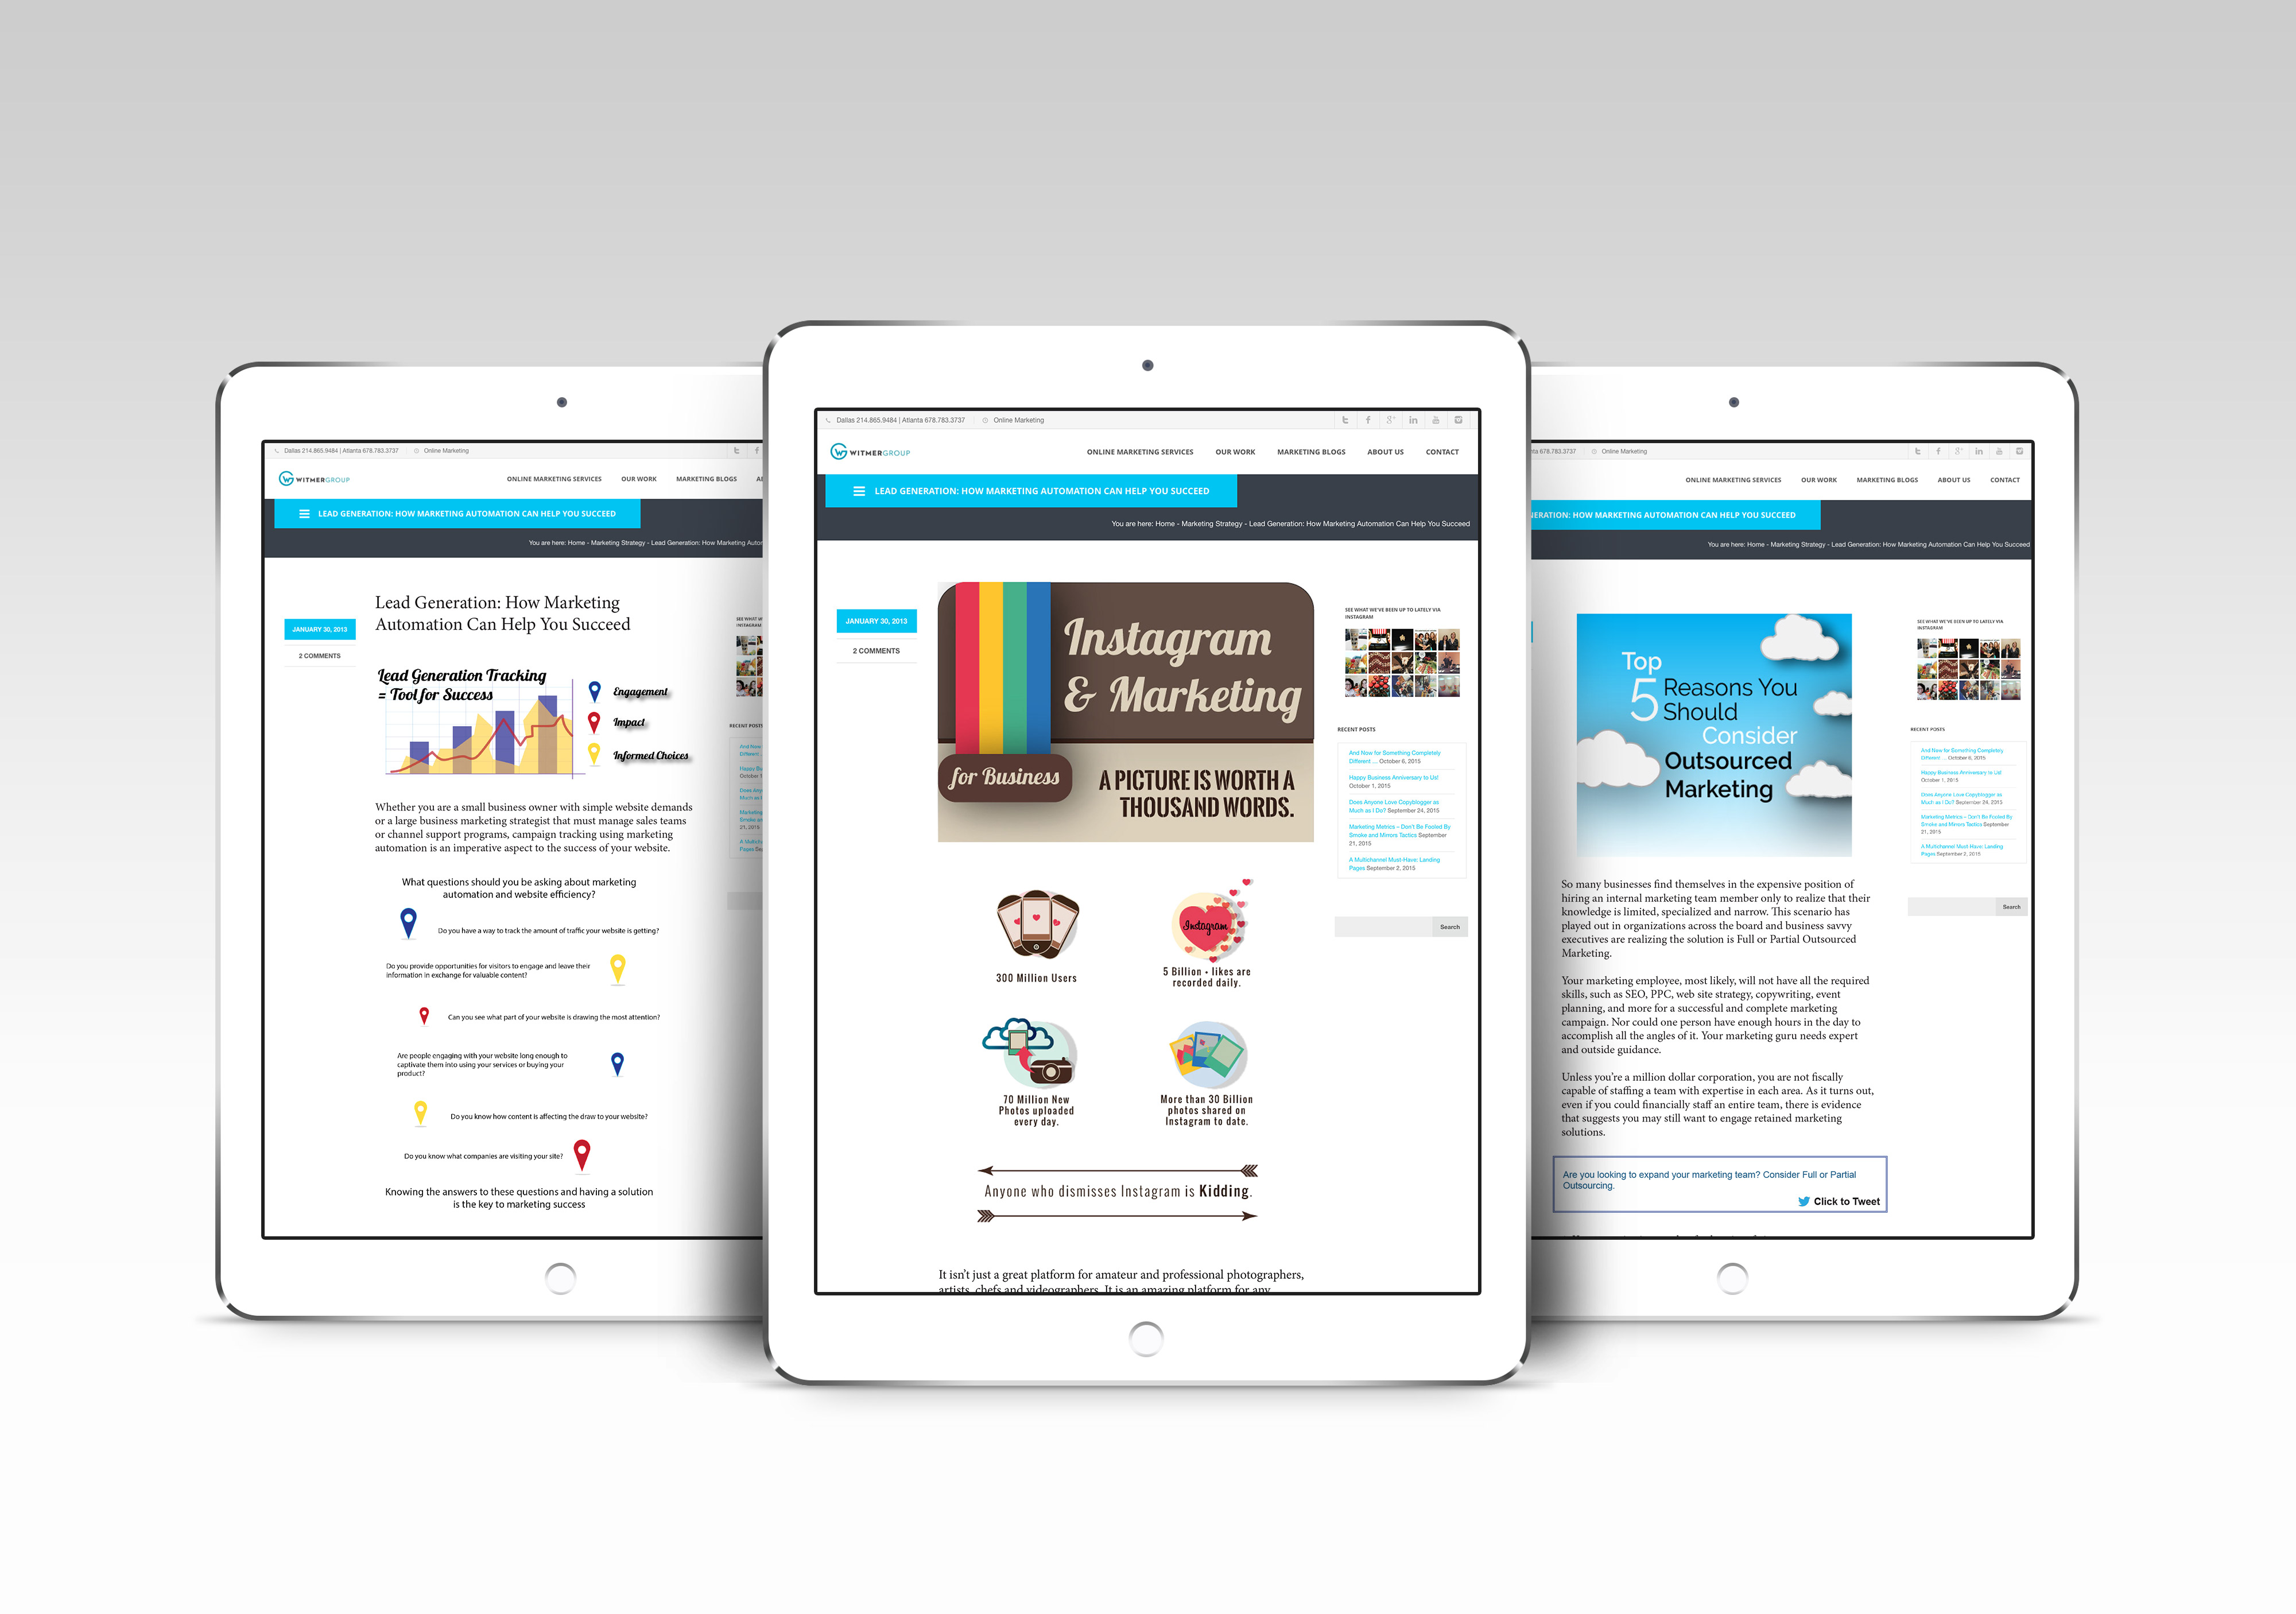 Dallas 214.865.9484 | Atlanta 678.783.3737
Online Marketing
WITMERGROUP
ONLINE MARKETING SERVICES
OUR WORK
MARKETING BLOGS
LEAD GENERATION: HOW MARKETING AUTOMATION CAN HELP YOU SUCCEED
You are here: Home - Marketing Strategy - Lead Generation: How Marketing
JANUARY 30, 2013
2 COMMENTS
Lead Generation: How Marketing
Automation Can Help You Succeed
Lead Generation Tracking
= Tool for Success
Engagement
Impact
Informed Choices
Whether you are a small business owner with simple website demands
or a large business marketing strategist that must manage sales teams
or channel support programs, campaign tracking using marketing
automation is an imperative aspect to the success of your website.
What questions should you be asking about marketing
automation and website efficiency?
Do you have a way to track the amount of traffic your website is getting?
Do you provide opportunities for visitors to engage and leave their
information in exchange for valuable content?
Can you see what part of your website is drawing the most attention?
Are people engaging with your website long enough to
captivate them into using your services or buying your
product?
Do you know how content is affecting the draw to your website?
Do you know what companies are visiting your site?
Knowing the answers to these questions and having a solution
is the key to marketing success
SEE WHAT
INSTAGRAM
RECENT POSTS
Dallas 214.865.9484 | Atlanta 678.783.3737
Online Marketing
WITMERGROUP
ONLINE MARKETING SERVICES
OUR WORK
MARKETING BLOGS
ABOUT US
CONTACT
LEAD GENERATION: HOW MARKETING AUTOMATION CAN HELP YOU SUCCEED
You are here: Home - Marketing Strategy - Lead Generation: How Marketing Automation Can Help You Succeed
JANUARY 30, 2013
2 COMMENTS
Instagram
& Marketing
for Business
A PICTURE IS WORTH A
THOUSAND WORDS.
300 Million Users
Instagram
5 Billion + likes are
recorded daily.
70 Million New
Photos uploaded
every day.
More than 30 Billion
photos shared on
Instagram to date.
Anyone who dismisses Instagram is Kidding.
It isn't just a great platform for amateur and professional photographers,
artists, chefs and videographers. It is an amazing platform for any
SEE WHAT WE'VE BEEN UP TO LATELY VIA
INSTAGRAM
RECENT POSTS
And Now for Something Completely
Different ... October 6, 2015
Happy Business Anniversary to Us!
October 1, 2015
Does Anyone Love Copyblogger as
Much as I Do? September 24, 2015
Marketing Metrics – Don't Be Fooled By
Smoke and Mirrors Tactics September
21, 2015
A Multichannel Must-Have: Landing
Pages September 2, 2015
Search
678.783.3737
Online Marketing
ONLINE MARKETING SERVICES
OUR WORK
MARKETING BLOGS
ABOUT US
CONTACT
NERATION: HOW MARKETING AUTOMATION CAN HELP YOU SUCCEED
You are here: Home - Marketing Strategy - Lead Generation: How Marketing Automation Can Help You Succeed
Top
5 Reasons You
Should
Consider
Outsourced
Marketing
So many businesses find themselves in the expensive position of
hiring an internal marketing team member only to realize that their
knowledge is limited, specialized and narrow. This scenario has
played out in organizations across the board and business savvy
executives are realizing the solution is Full or Partial Outsourced
Marketing.
Your marketing employee, most likely, will not have all the required
skills, such as SEO, PPC, web site strategy, copywriting, event
planning, and more for a successful and complete marketing
campaign. Nor could one person have enough hours in the day to
accomplish all the angles of it. Your marketing guru needs expert
and outside guidance.
Unless you're a million dollar corporation, you are not fiscally
capable of staffing a team with expertise in each area. As it turns out,
even if you could financially staff an entire team, there is evidence
that suggests you may still want to engage retained marketing
solutions.
Are you looking to expand your marketing team? Consider Full or Partial
Outsourcing.
Click to Tweet
SEE WHAT WE'VE BEEN UP TO LATELY VIA
INSTAGRAM
RECENT POSTS
And Now for Something Completely
Different ... October 6, 2015
Happy Business Anniversary to Us!
October 1, 2015
Does Anyone Love Copyblogger as
Much as I Do? September 24, 2015
Marketing Metrics – Don't Be Fooled By
Smoke and Mirrors Tactics September
21, 2015
A Multichannel Must-Have: Landing
Pages September 2, 2015
Search